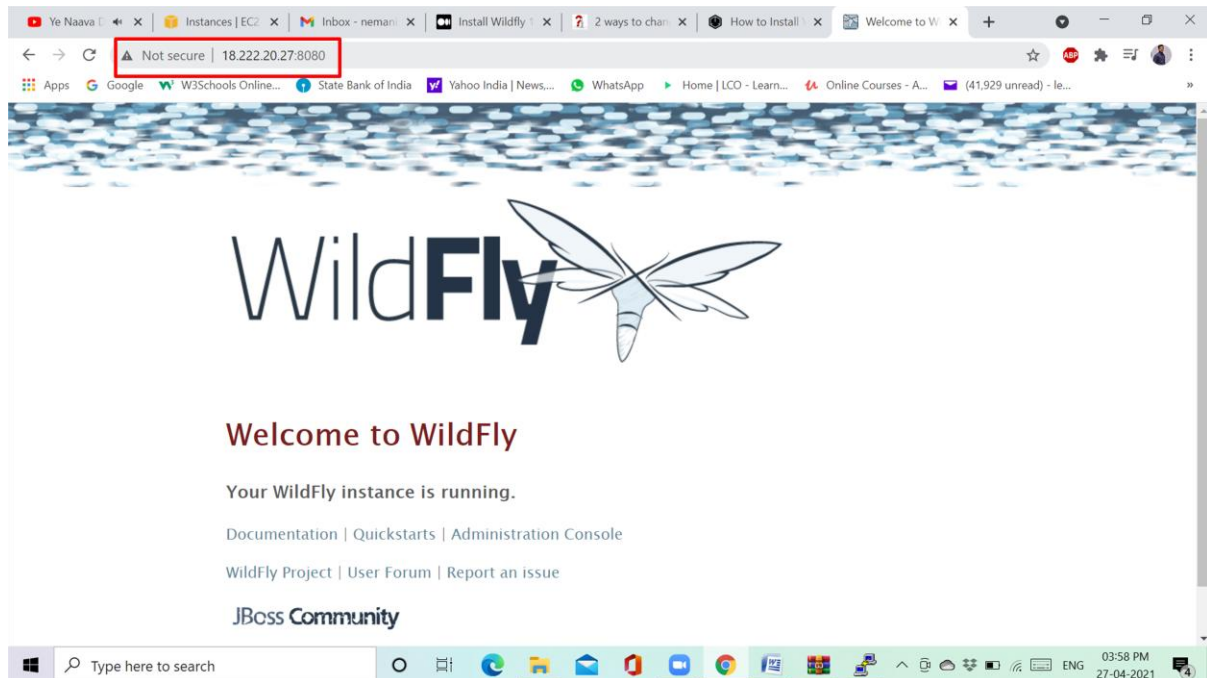 Ye Naava D
Instances | EC2
Inbox - neman
Install Wildfly 1
2 ways to chan
How to Install
Welcome to W
Not secure | 18.222.20.27:8080
ABP
Apps
Google
W3Schools Online...
State Bank of India
Yahoo India | News,...
WhatsApp
Home | LCO - Learn...
Online Courses - A...
(41,929 unread) - le...
»
WildFly
Welcome to WildFly
Your WildFly instance is running.
Documentation | Quickstarts | Administration Console
WildFly Project | User Forum | Report an issue
JBoss Community
Type here to search
ENG
03:58 PM
27-04-2021
4